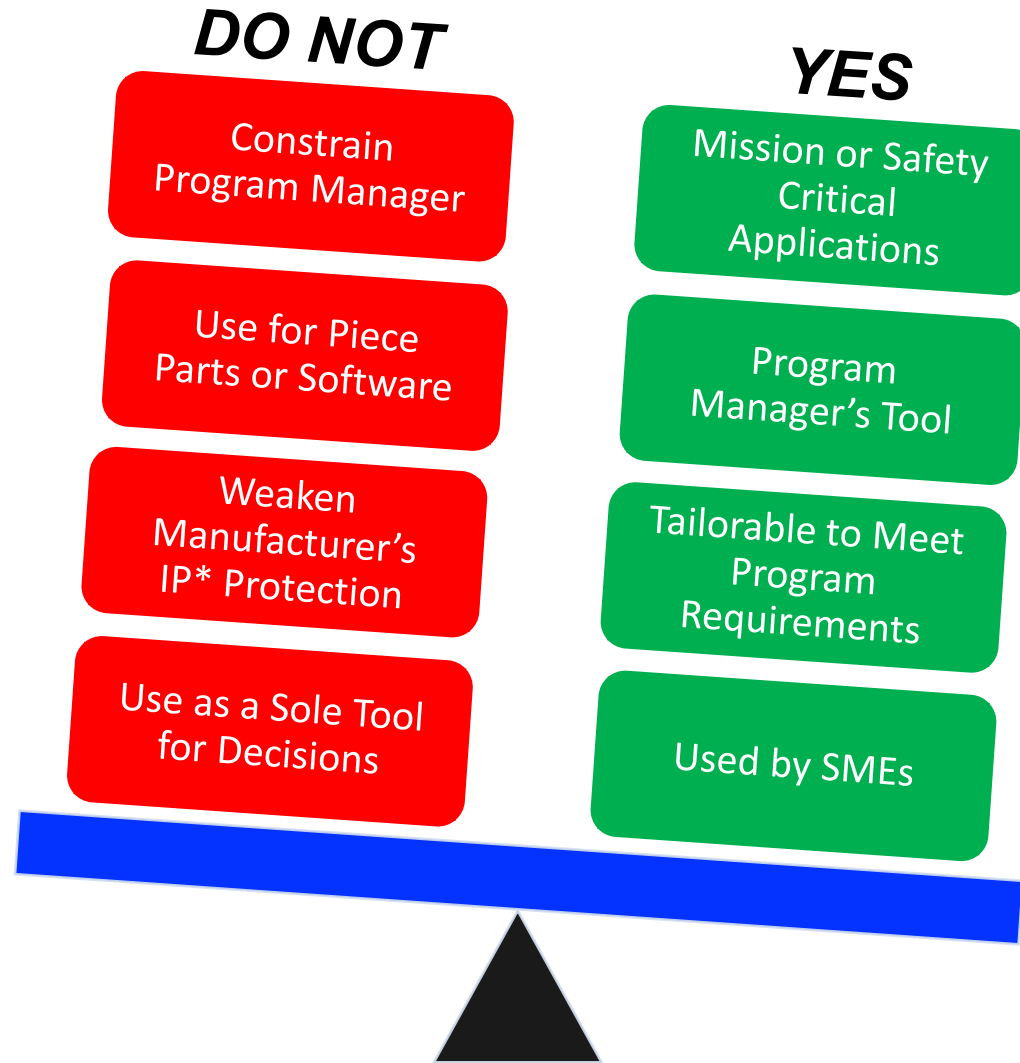 DO NOT
Constrain
Program Manager
Use for Piece
Parts or Software
Weaken
Manufacturer’s
IP* Protection
Use as a Sole Tool
for Decisions
YES
Mission or Safety
Critical
Applications
Program
Manager’s Tool
Tailorable to Meet
Program
Requirements
Used by SMEs